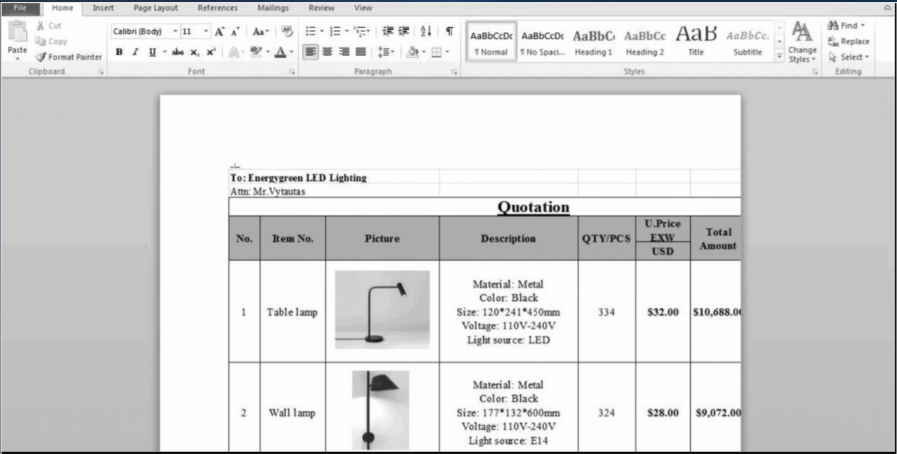 File Home Insert Page Layout References Mailings Review View
Cut
Copy
Format Painter
Paste
Calibri (Body) 11 A A Aa
B I U abc X, X² A A
AaBbCcDc AaBbCcDc AaBbC AaBbCc AaB AaBbCc.
¶ Normal ¶ No Spaci... Heading 1 Heading 2 Title Subtitle
Change
Styles
Find
Replace
Select
Clipboard Font Paragraph Styles Editing
To: Energygreen LED Lighting
Attn: Mr.Vytautas
Quotation
No. Item No. Picture Description QTY/PCS U.Price EXW USD Total Amount
1 Table lamp
Material: Metal
Color: Black
Size: 120*241*450mm
Voltage: 110V-240V
Light source: LED
334 $32.00 $10,688.0
2 Wall lamp
Material: Metal
Color: Black
Size: 177*132*600mm
Voltage: 110V-240V
Light source: E14
324 $28.00 $9,072.00